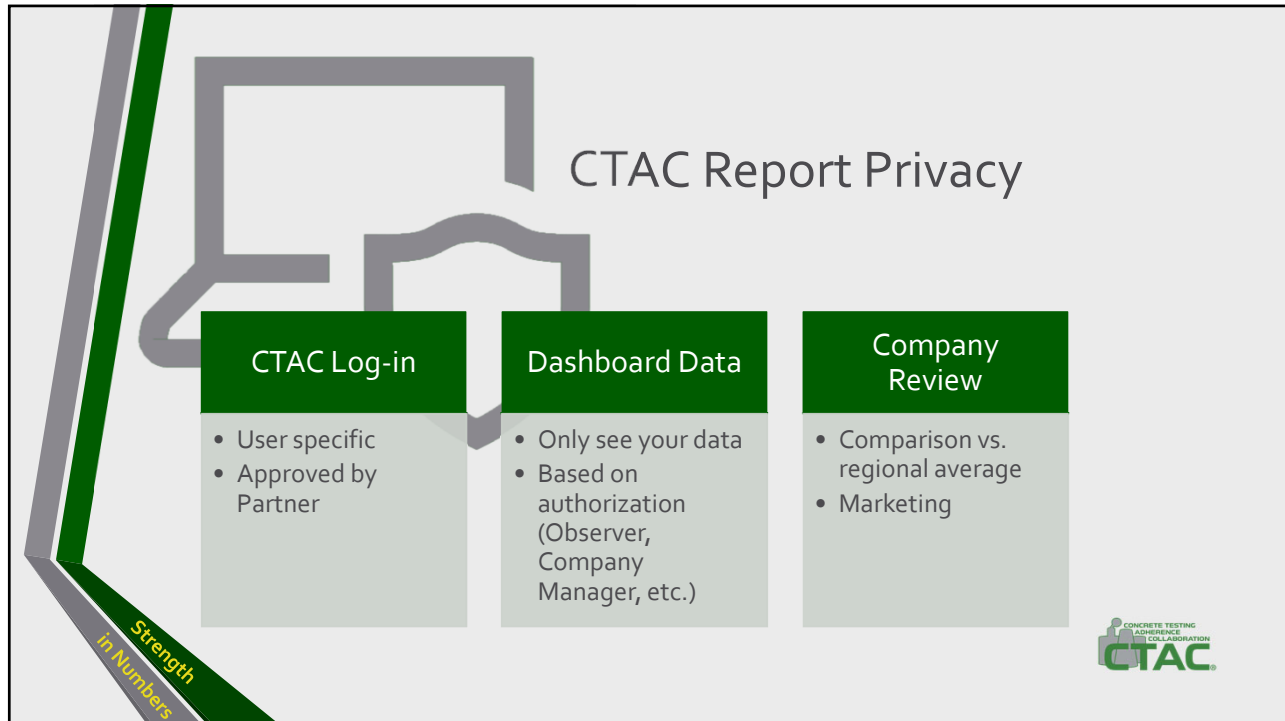 CTAC Report Privacy
CTAC Log-in
• User specific
• Approved by
Partner
Dashboard Data
• Only see your data
• Based on
authorization
(Observer,
Company
Manager, etc.)
Company
Review
• Comparison vs.
regional average
• Marketing
Strength
in Numbers
CONCRETE TESTING
ADHERENCE
COLLABORATION
CTAC®